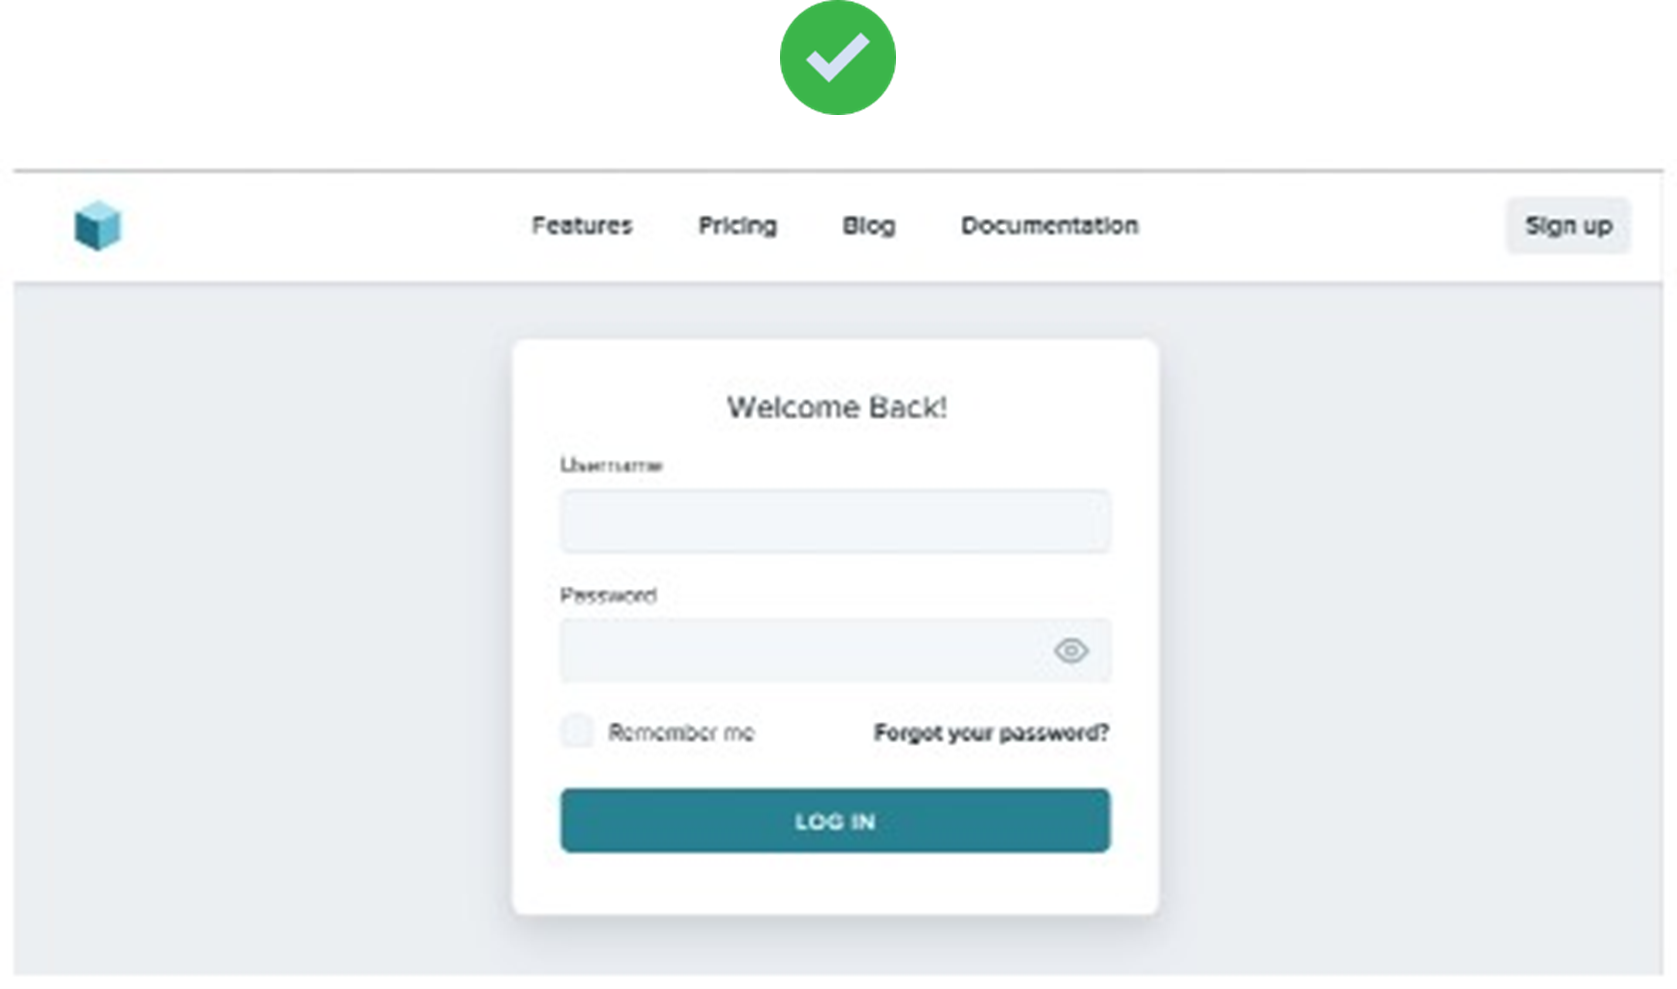 Features Pricing Blog Documentation Sign up
Welcome Back!
Username
Password
Remember me Forgot your password?
LOG IN